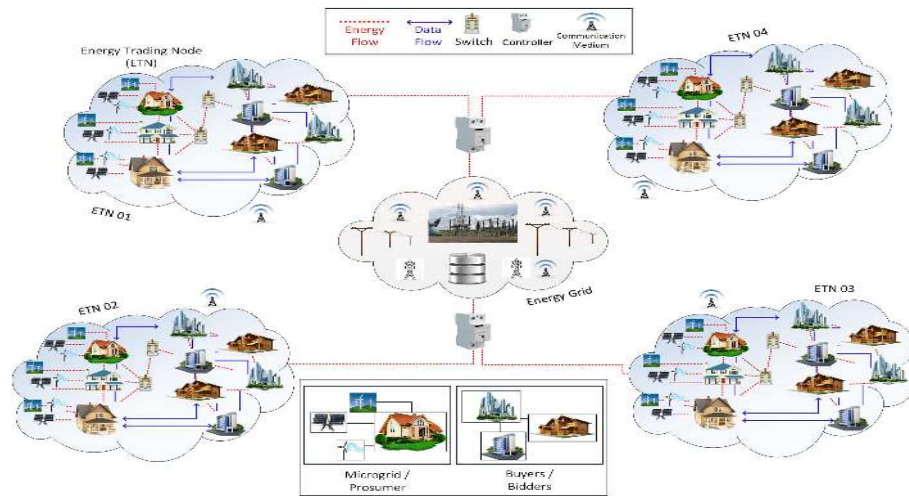 Energy
Flow
Data
Flow
Switch
Controller
Communication
Medium
Energy Trading Node
(ETN)
ETN 04
ETN 01
Energy Grid
ETN 02
ETN 03
Microgrid /
Prosumer
Buyers /
Bidders